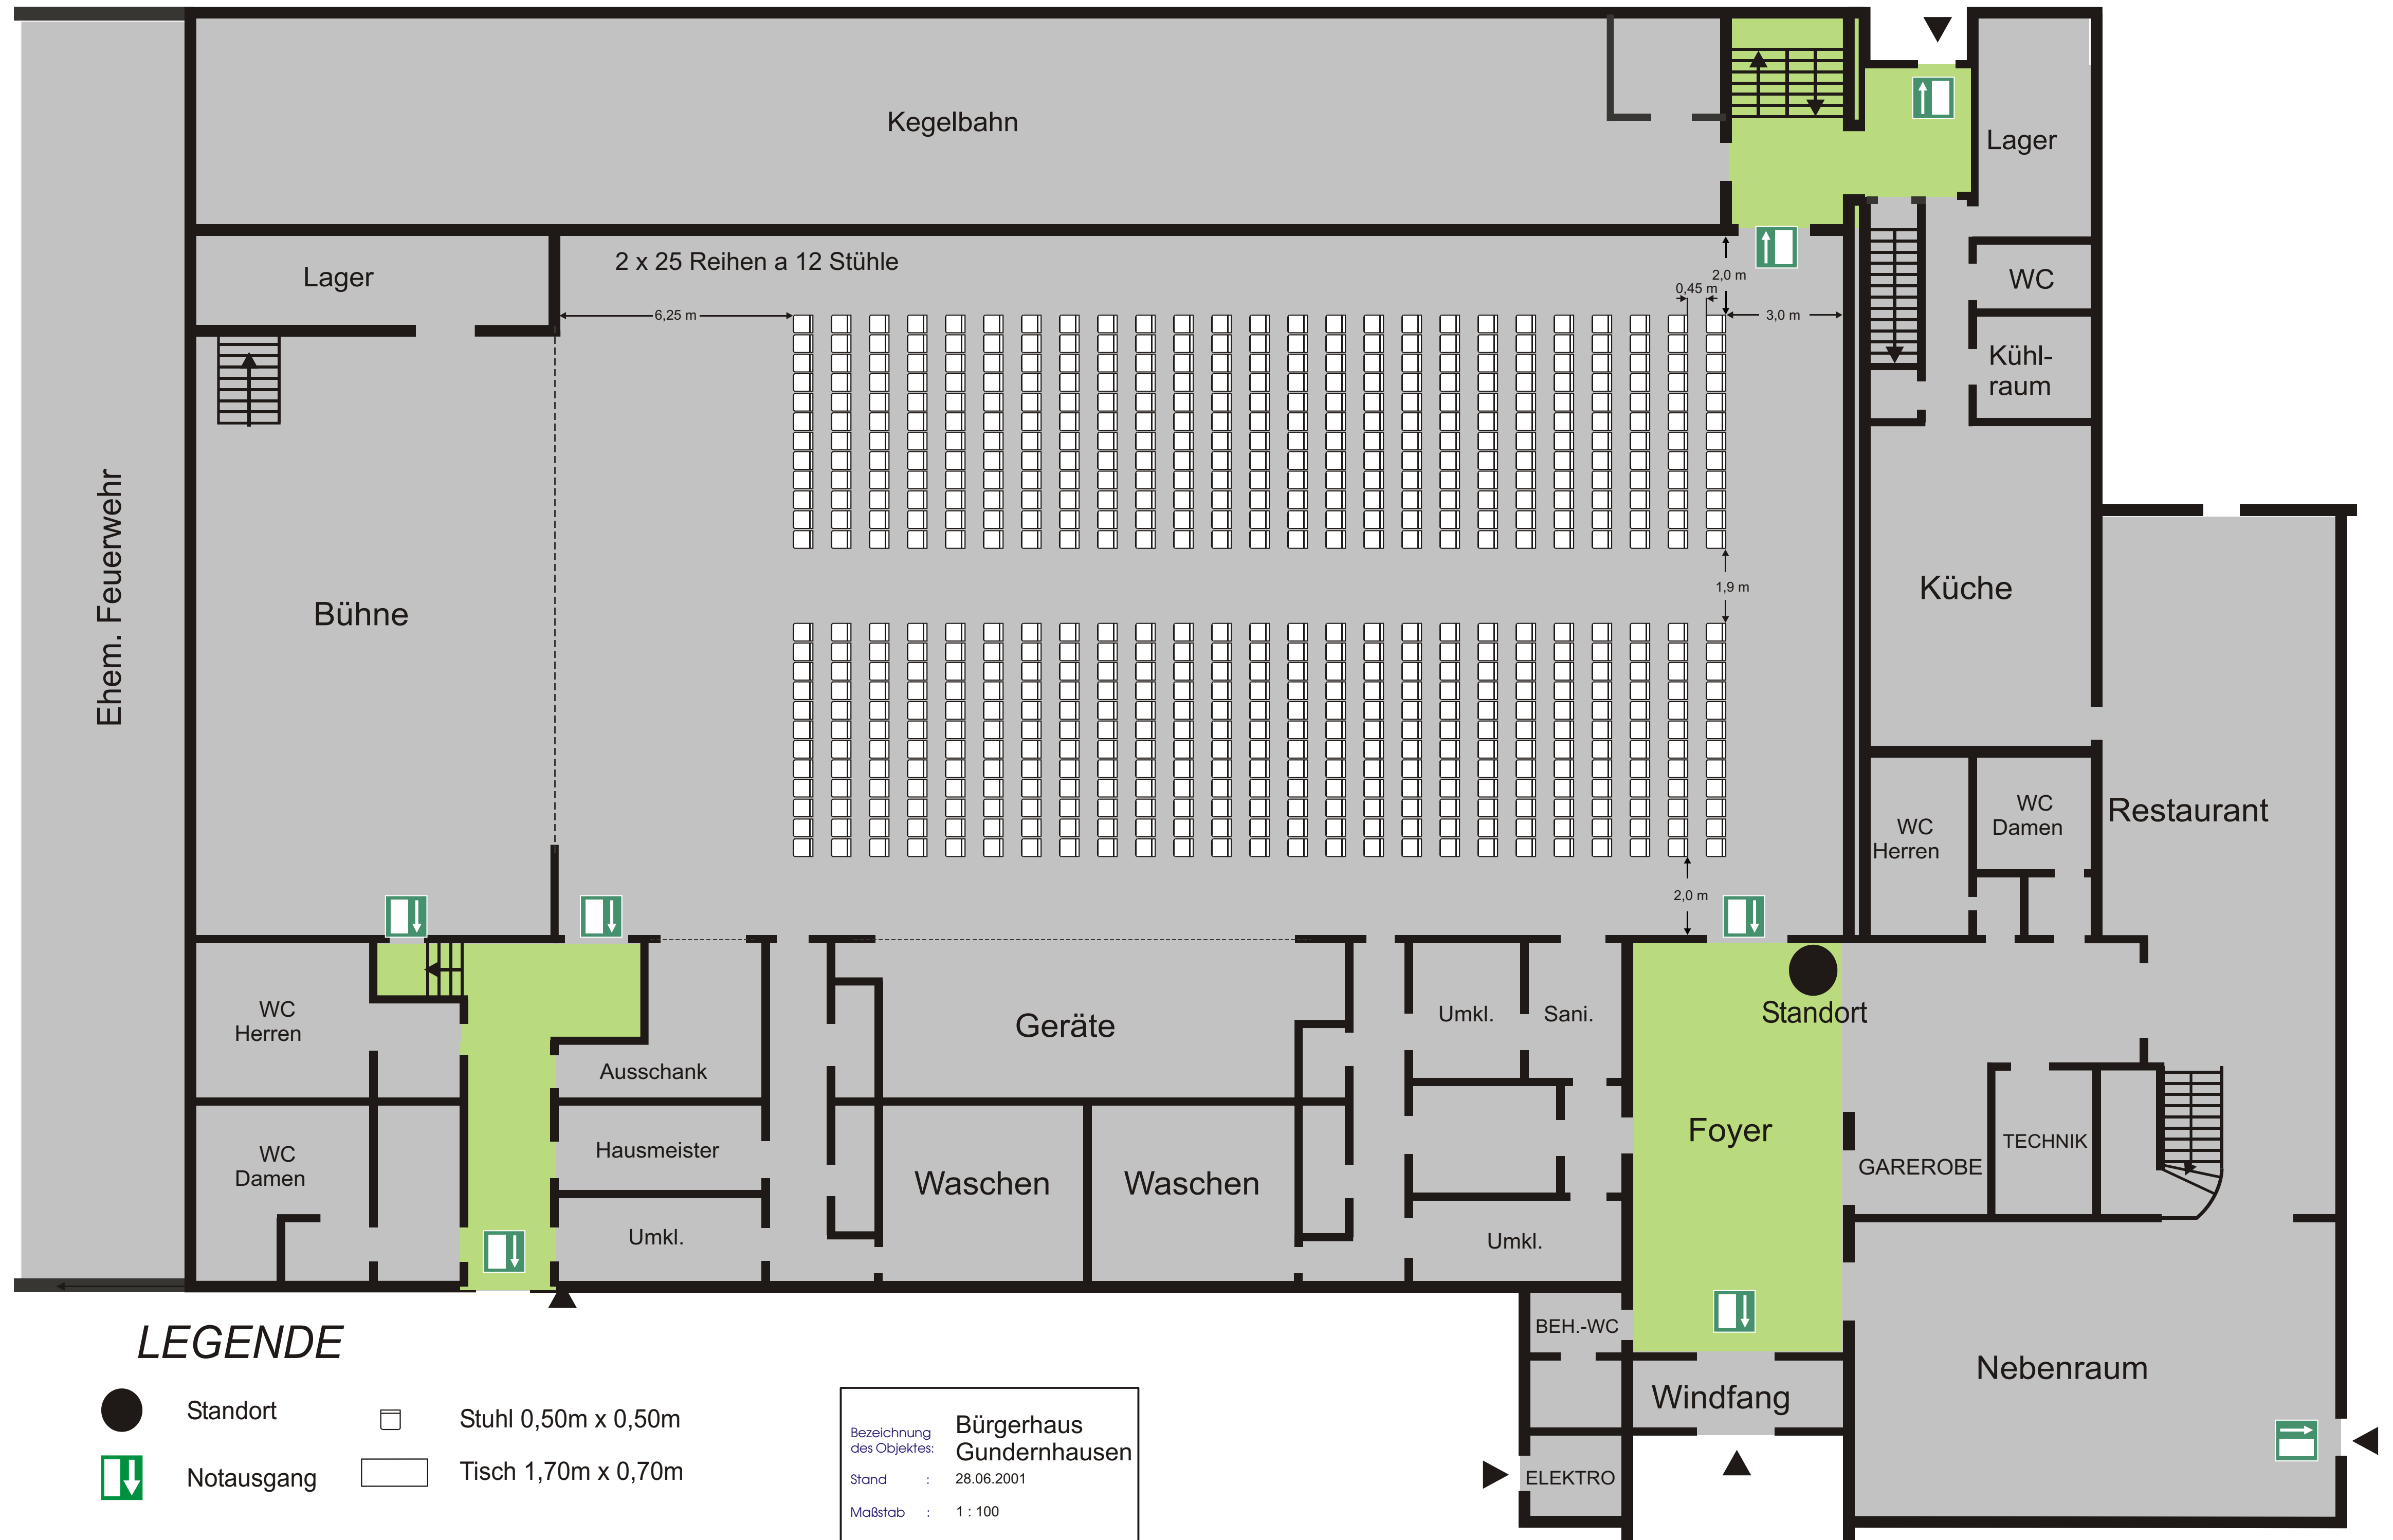 Kegelbahn
Lager
Lager
2 x 25 Reihen a 12 Stühle
2,0 m
0,45 m
6,25 m
3,0 m
WC
Kühl-
raum
Ehem. Feuerwehr
Bühne
1,9 m
Küche
Restaurant
WC
Herren
WC
Damen
2,0 m
WC
Herren
Ausschank
Geräte
Umkl.
Sani.
Standort
WC
Damen
Hausmeister
Umkl.
Waschen
Waschen
Umkl.
Foyer
GAREROBE
TECHNIK
BEH.-WC
Windfang
ELEKTRO
Nebenraum
LEGENDE
Standort
Stuhl 0,50m x 0,50m
Notausgang
Tisch 1,70m x 0,70m
Bezeichnung
des Objektes:
Bürgerhaus
Gundernhausen
Stand : 28.06.2001
Maßstab : 1 : 100